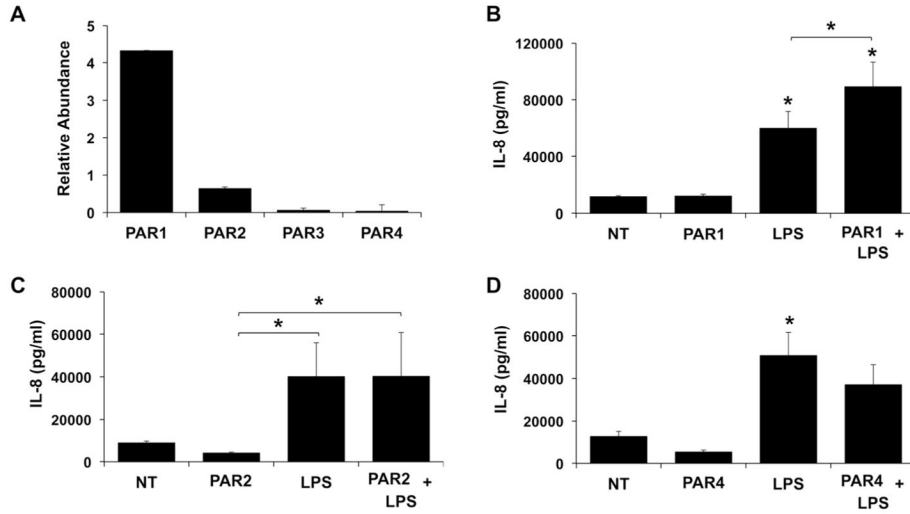 A
Relative Abundance
5
4
3
2
1
0
PAR1 PAR2 PAR3 PAR4
B
IL-8 (pg/ml)
120000
80000
40000
0
*
*
*
NT PAR1 LPS PAR1 +
LPS
C
IL-8 (pg/ml)
80000
60000
40000
20000
0
*
*
NT PAR2 LPS PAR2 +
LPS
D
IL-8 (pg/ml)
80000
60000
40000
20000
0
*
NT PAR4 LPS PAR4 +
LPS